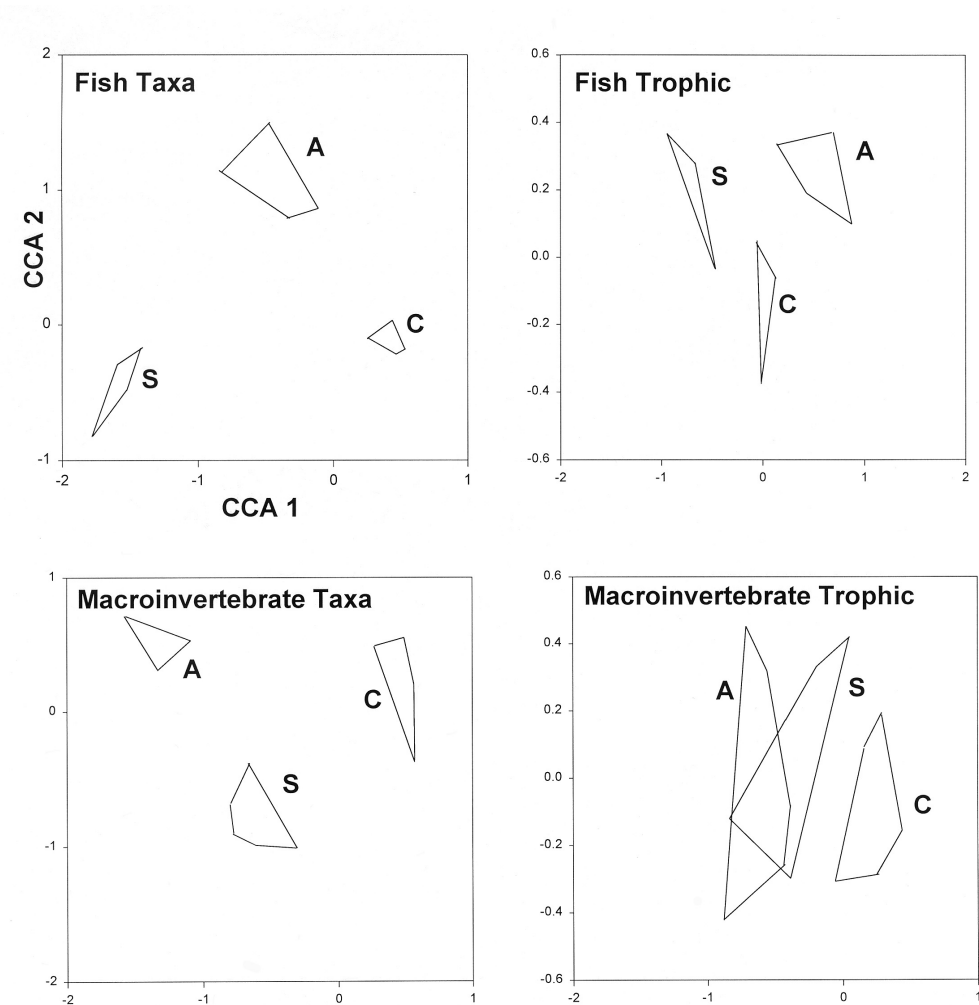 Fish Taxa
2
1
0
-1
-2
-1
0
1
CCA 2
CCA 1
A
C
S
Fish Trophic
0.6
0.4
0.2
0.0
-0.2
-0.4
-0.6
-2
-1
0
1
2
S
A
C
Macroinvertebrate Taxa
1
0
-1
-2
-2
-1
0
A
C
S
Macroinvertebrate Trophic
0.6
0.4
0.2
0.0
-0.2
-0.4
-0.6
-2
-1
0
1
A
S
C